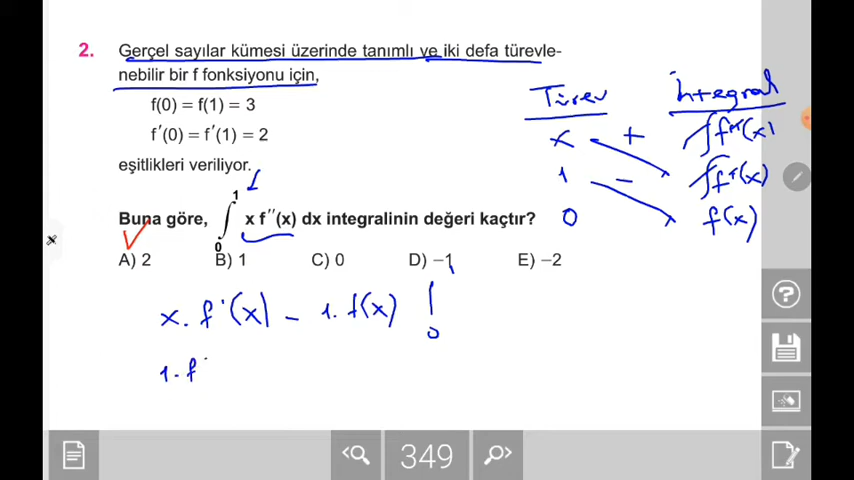 2. Gerçel sayılar kümesi üzerinde tanımlı ve iki defa türevle-
nebilir bir f fonksiyonu için,
f(0) = f(1) = 3
f′(0) = f′(1) = 2
eşitlikleri veriliyor.
Buna göre, ∫₀¹ x f′′(x) dx integralinin değeri kaçtır?
A) 2 B) 1 C) 0 D) −1 E) −2
Türev İntegral
x + ∫f''(x)
1 − ∫f'(x)
0 f(x)
x. f'(x) − 1. f(x) |
0
1. f'
349